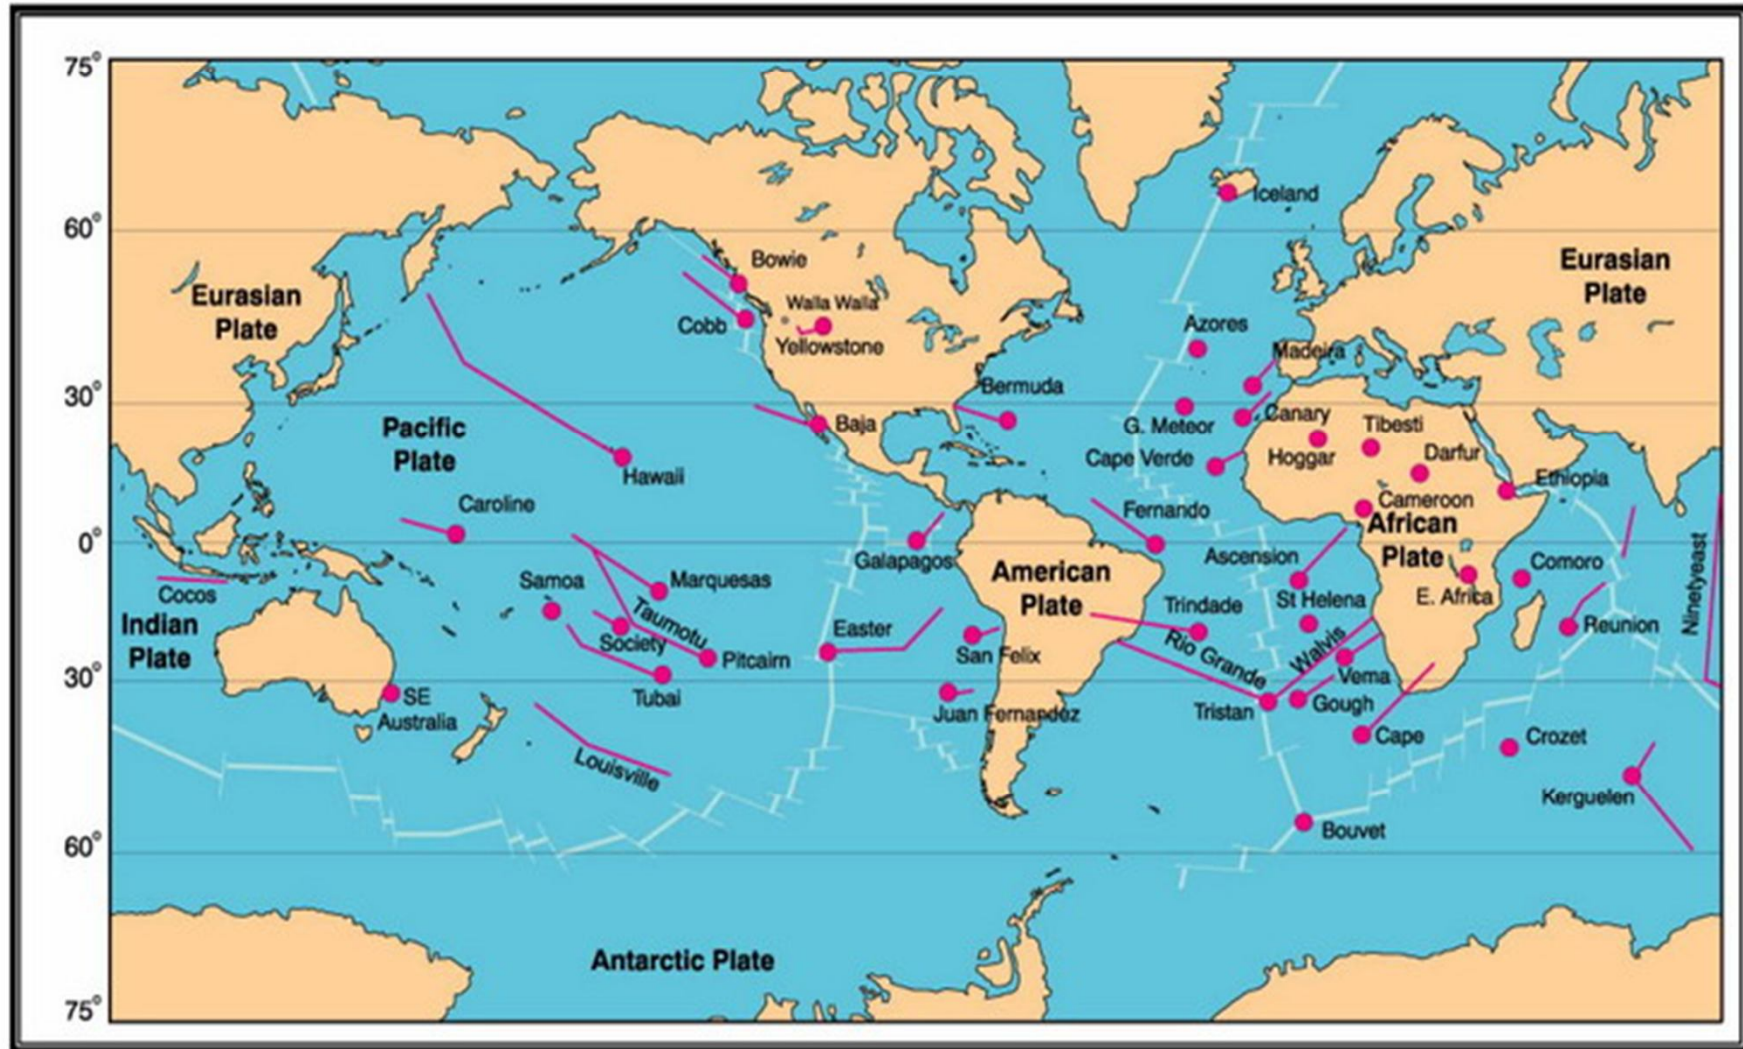 75°
60°
30°
0°
30°
60°
75°
Iceland
Bowie
Eurasian
Plate
Eurasian
Plate
Walla Walla
Cobb
Yellowstone
Azores
Madeira
Bermuda
Pacific
Plate
Baja
G. Meteor
Canary
Tibesti
Hawaii
Cape Verde
Hoggar
Darfur
Ethiopia
Caroline
Fernando
Cameroon
African
Plate
Galapagos
Ascension
Comoro
Samoa
Marquesas
American
Plate
E. Africa
Cocos
St Helena
Ninetyeast
Indian
Plate
Taumotu
Society
Easter
Trindade
Reunion
Rio Grande
Walvis
Pitcairn
San Felix
Vema
SE
Australia
Tubai
Juan Fernandez
Tristan
Gough
Cape
Crozet
Louisville
Kerguelen
Bouvet
Antarctic Plate